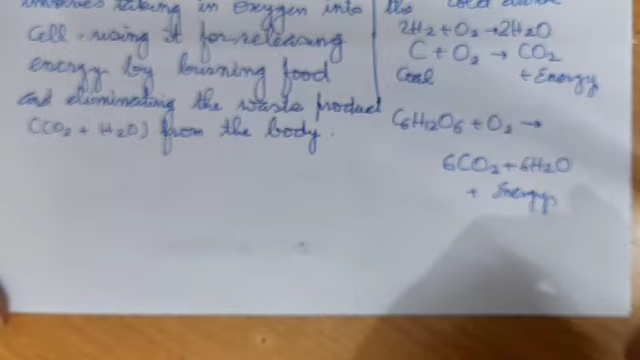 involves taking in oxygen into the
cell, using it for releasing
energy by burning food
and eliminating the waste product
(CO2 + H2O) from the body.
2H2 + O2 → 2H2O
C + O2 → CO2
Coal + Energy
C6H12O6 + O2 →
6CO2 + 6H2O
+ Energy